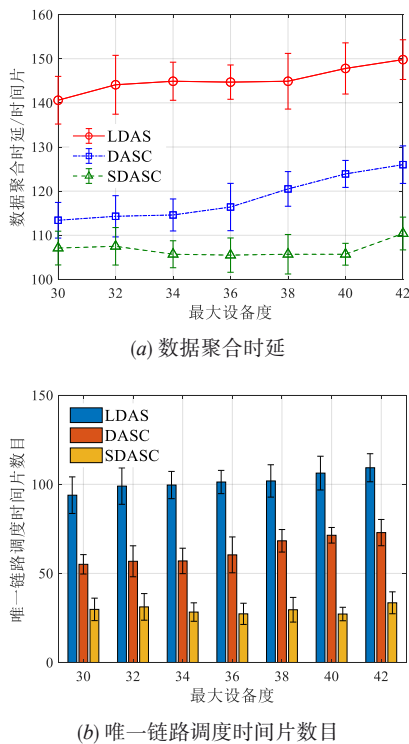 160
150
140
130
120
110
100
数据聚合时延/时间片
LDAS
DASC
SDASC
30 32 34 36 38 40 42
最大设备度
(a) 数据聚合时延
150
100
50
0
唯一链路调度时间片数目
LDAS
DASC
SDASC
30 32 34 36 38 40 42
最大设备度
(b) 唯一链路调度时间片数目